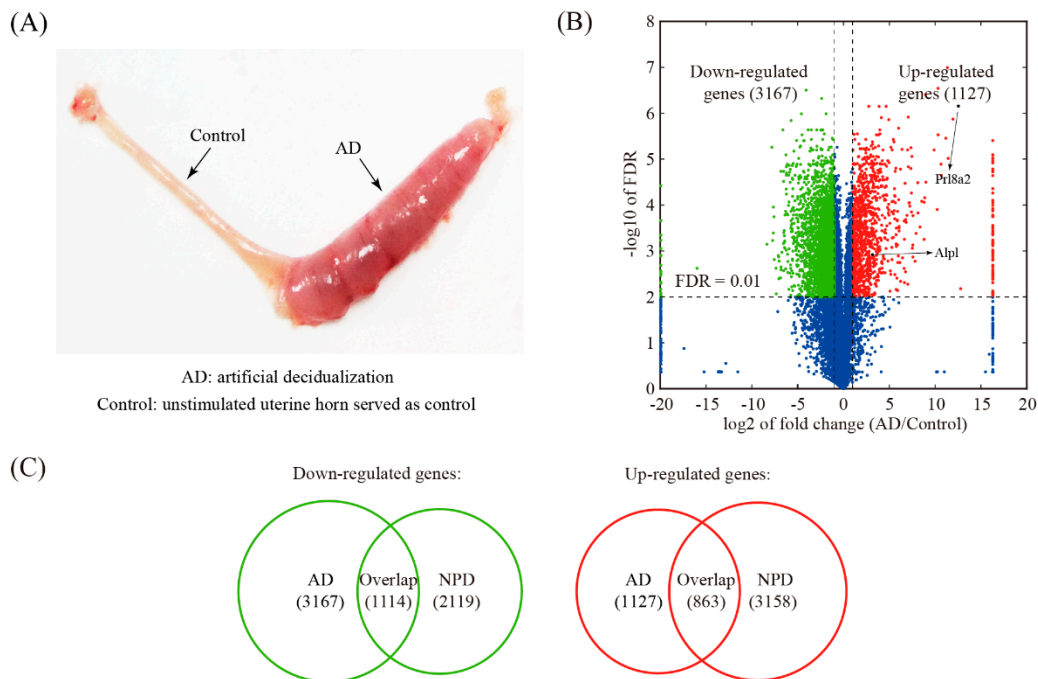 (A)
Control
AD
AD: artificial decidualization
Control: unstimulated uterine horn served as control
(B)
8
7
6
5
4
3
2
1
0
-log10 of FDR
Down-regulated
genes (3167)
Up-regulated
genes (1127)
Prl8a2
Alpl
FDR = 0.01
-20
-15
-10
-5
0
5
10
15
20
log2 of fold change (AD/Control)
(C)
Down-regulated genes:
AD
(3167)
Overlap
(1114)
NPD
(2119)
Up-regulated genes:
AD
(1127)
Overlap
(863)
NPD
(3158)